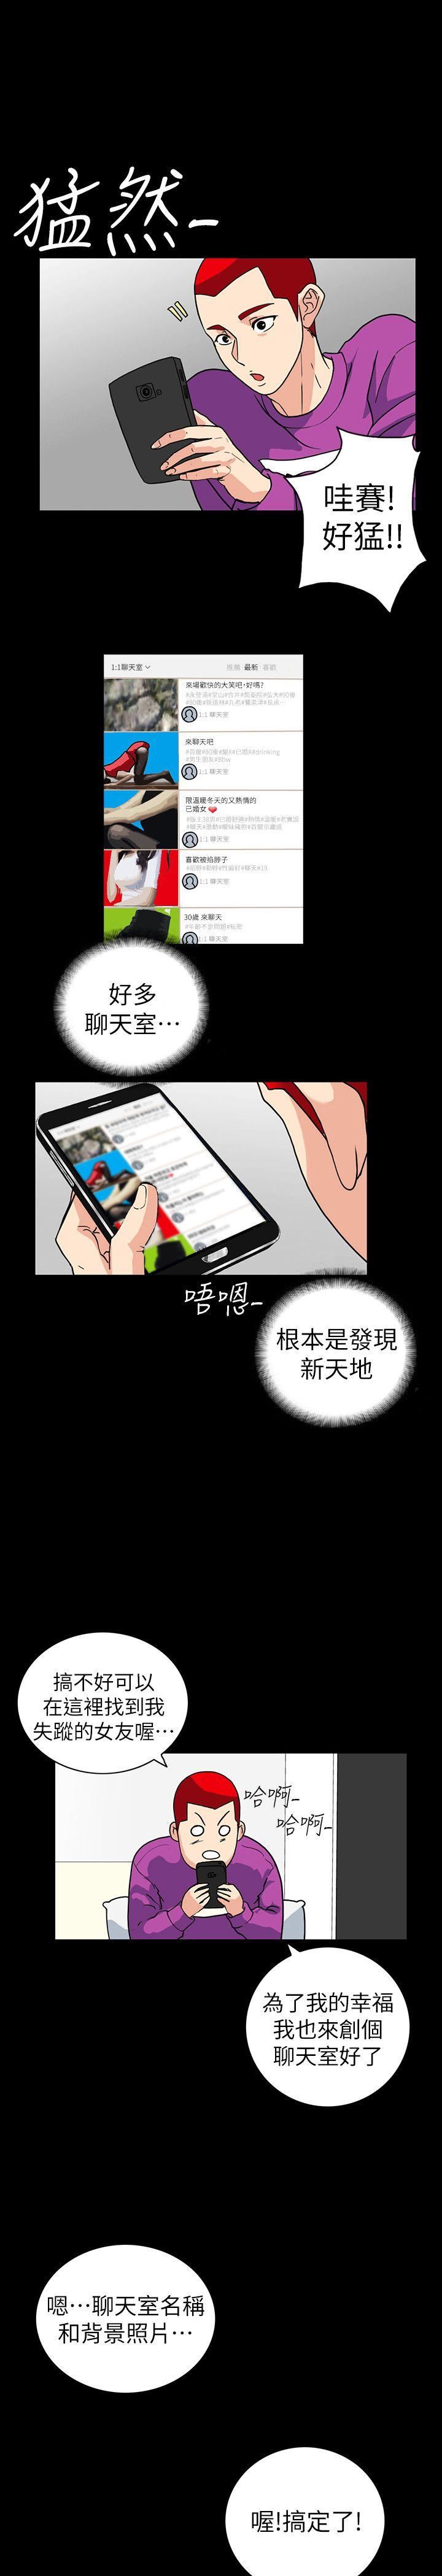 猛然
哇賽!
好猛!!
1:1聊天室
推薦 最新 喜歡
來場歡快的大笑吧,好嗎?
1:1 聊天室
來聊天吧
1:1 聊天室
限溫暖冬天的又熱情的
已婚女❤
1:1 聊天室
喜歡被掐脖子
1:1 聊天室
30歲 來聊天
1:1 聊天室
好多
聊天室…
唔嗯
根本是發現
新天地
搞不好可以
在這裡找到我
失蹤的女友喔…
哈啊
哈啊
為了我的幸福
我也來創個
聊天室好了
嗯…聊天室名稱
和背景照片…
喔!搞定了!